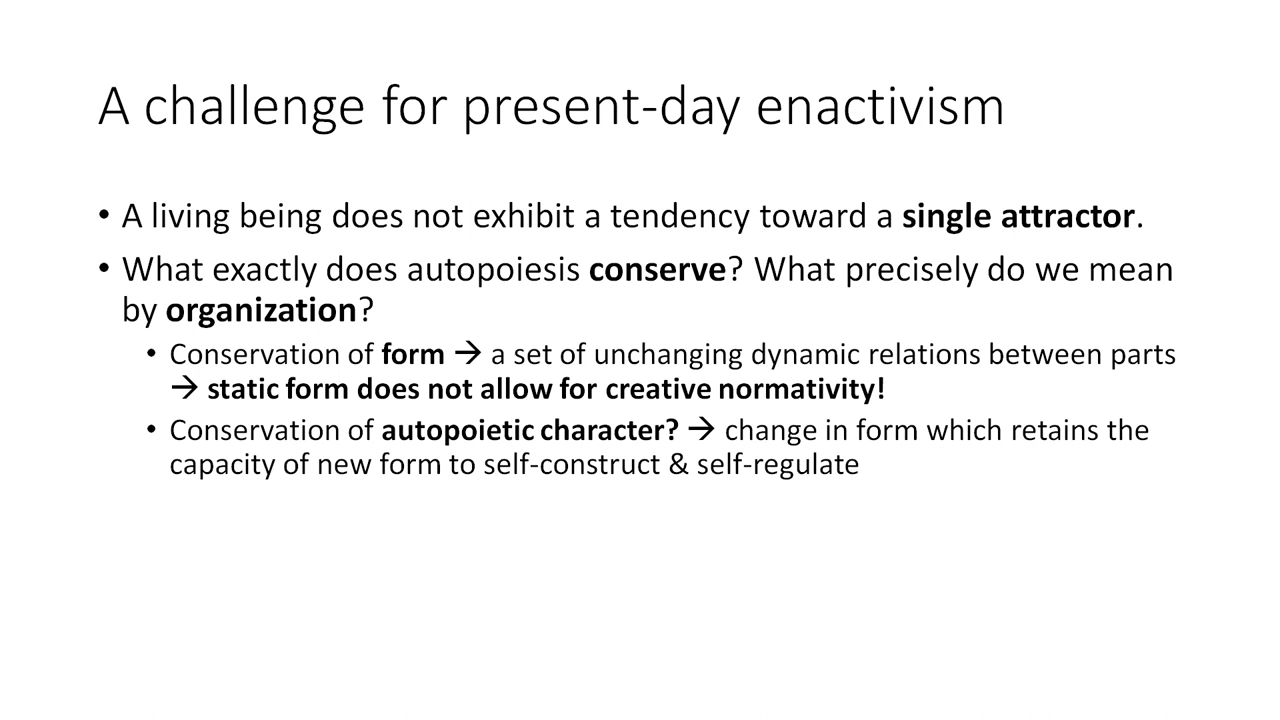 A challenge for present-day enactivism
• A living being does not exhibit a tendency toward a single attractor.
• What exactly does autopoiesis conserve? What precisely do we mean
by organization?
• Conservation of form → a set of unchanging dynamic relations between parts
→ static form does not allow for creative normativity!
• Conservation of autopoietic character? → change in form which retains the
capacity of new form to self-construct & self-regulate